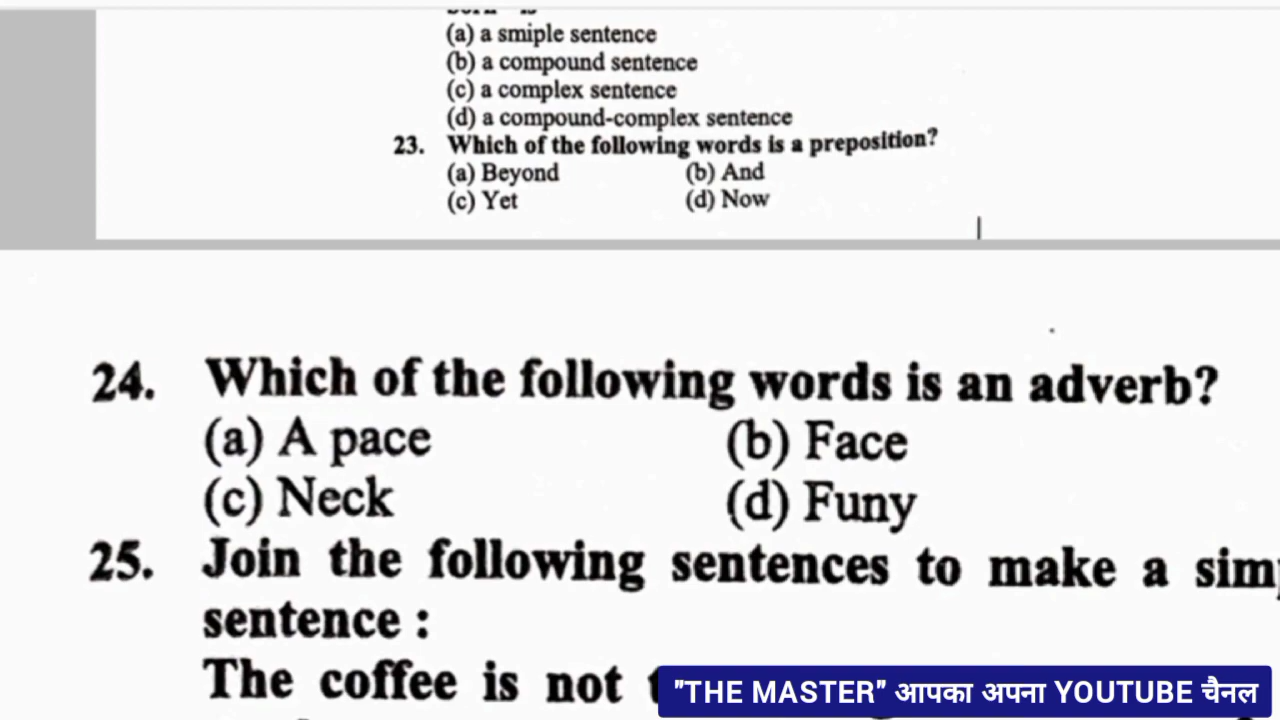 (a) a smiple sentence
(b) a compound sentence
(c) a complex sentence
(d) a compound-complex sentence
23. Which of the following words is a preposition?
(a) Beyond (b) And
(c) Yet (d) Now
24. Which of the following words is an adverb?
(a) A pace (b) Face
(c) Neck (d) Funy
25. Join the following sentences to make a
sentence :
The coffee is not
"THE MASTER" आपका अपना YOUTUBE चैनल